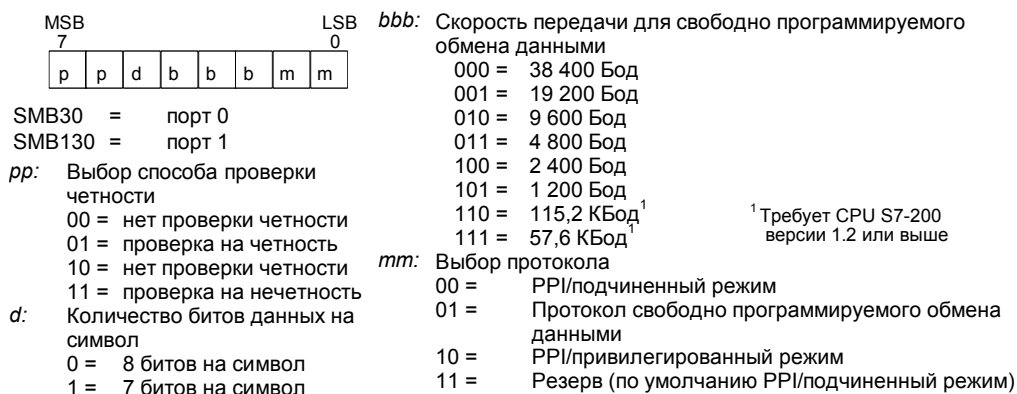 MSB LSB
7 0
p p d b b b m m
SMB30 = порт 0
SMB130 = порт 1
pp: Выбор способа проверки
четности
00 = нет проверки четности
01 = проверка на четность
10 = нет проверки четности
11 = проверка на нечетность
d: Количество битов данных на
символ
0 = 8 битов на символ
1 = 7 битов на символ
bbb: Скорость передачи для свободно программируемого
обмена данными
000 = 38 400 Бод
001 = 19 200 Бод
010 = 9 600 Бод
011 = 4 800 Бод
100 = 2 400 Бод
101 = 1 200 Бод
110 = 115,2 КБод1
111 = 57,6 КБод1
1 Требует CPU S7-200
версии 1.2 или выше
mm: Выбор протокола
00 = PPI/подчиненный режим
01 = Протокол свободно программируемого обмена
данными
10 = PPI/привилегированный режим
11 = Резерв (по умолчанию PPI/подчиненный режим)